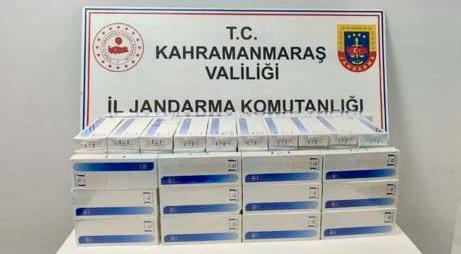 T.C.
KAHRAMANMARAŞ
VALİLİĞİ
İL JANDARMA KOMUTANLIĞI